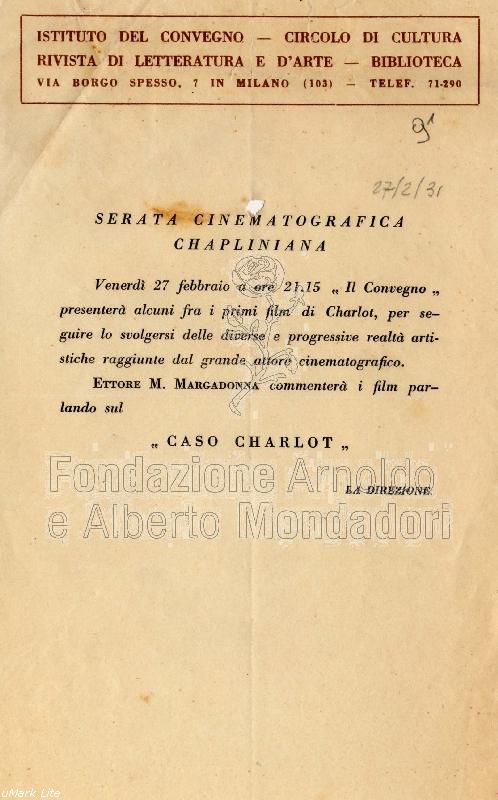 ISTITUTO DEL CONVEGNO — CIRCOLO DI CULTURA
RIVISTA DI LETTERATURA E D'ARTE — BIBLIOTECA
VIA BORGO SPESSO, 7 IN MILANO (103) — TELEF. 71-290
91
27/2/31
SERATA CINEMATOGRAFICA
CHAPLINIANA
Venerdì 27 febbraio a ore 21.15 „ Il Convegno „
presenterà alcuni fra i primi film di Charlot, per se-
guire lo svolgersi delle diverse e progressive realtà arti-
stiche raggiunte dal grande attore cinematografico.
ETTORE M. MARGADONNA commenterà i film par-
lando sul
„ CASO CHARLOT „
LA DIREZIONE
Fondazione Arnoldo
e Alberto Mondadori
uMark Lite